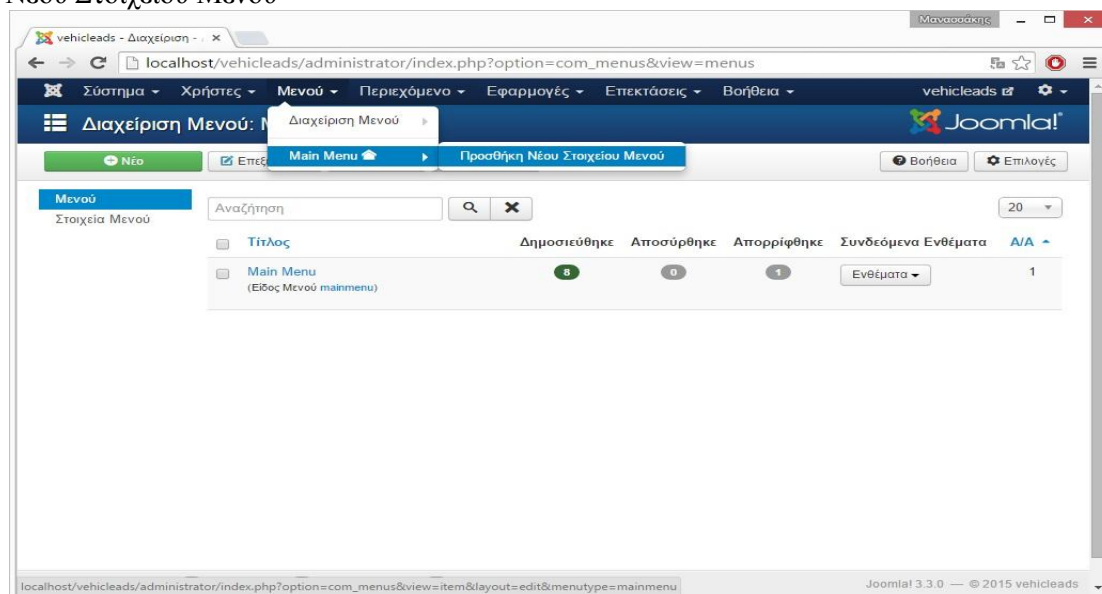 Νέου Στοιχείου Μενού
Μανασσάκης
vehicleads - Διαχείριση -
localhost/vehicleads/administrator/index.php?option=com_menus&view=menus
Σύστημα Χρήστες Μενού Περιεχόμενο Εφαρμογές Επεκτάσεις Βοήθεια vehicleads
Διαχείριση Μενού: Διαχείριση Μενού Joomla!
Νέο Επεξ Main Menu Προσθήκη Νέου Στοιχείου Μενού Βοήθεια Επιλογές
Μενού
Στοιχεία Μενού
Αναζήτηση 20
Τίτλος Δημοσιεύθηκε Αποσύρθηκε Απορρίφθηκε Συνδεόμενα Ενθέματα Α/Α
Main Menu 8 0 1 Ενθέματα 1
(Είδος Μενού mainmenu)
localhost/vehicleads/administrator/index.php?option=com_menus&view=item&layout=edit&menutype=mainmenu Joomla! 3.3.0 — © 2015 vehicleads